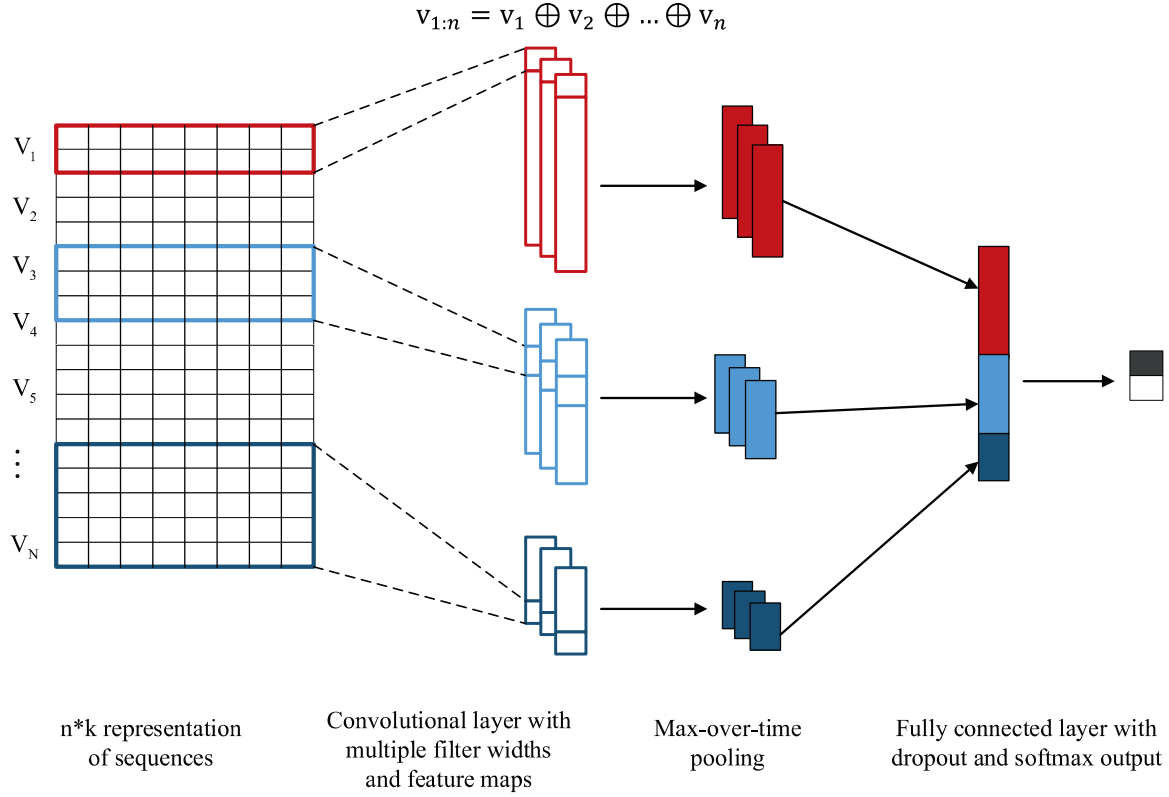 v₁:ₙ = v₁ ⊕ v₂ ⊕ … ⊕ vₙ
V₁
V₂
V₃
V₄
V₅
⋮
V_N
n*k representation
of sequences
Convolutional layer with
multiple filter widths
and feature maps
Max-over-time
pooling
Fully connected layer with
dropout and softmax output